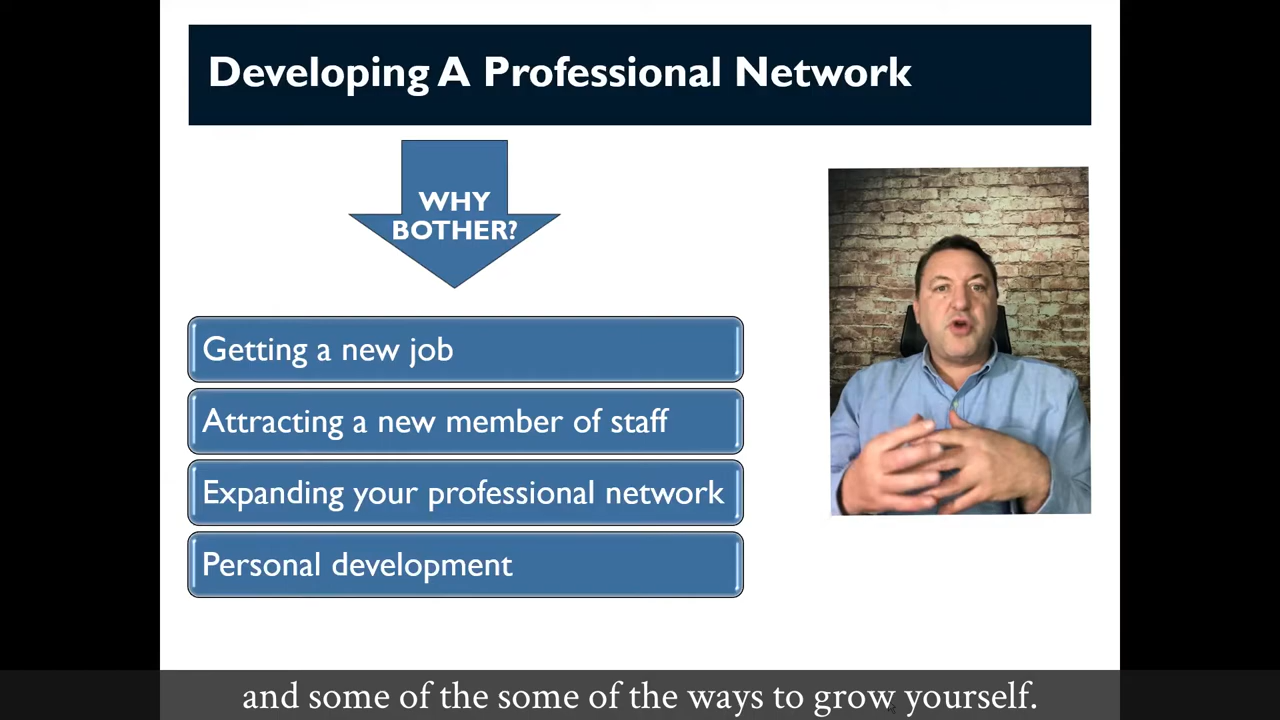 Developing A Professional Network
WHY
BOTHER?
Getting a new job
Attracting a new member of staff
Expanding your professional network
Personal development
and some of the some of the ways to grow yourself.